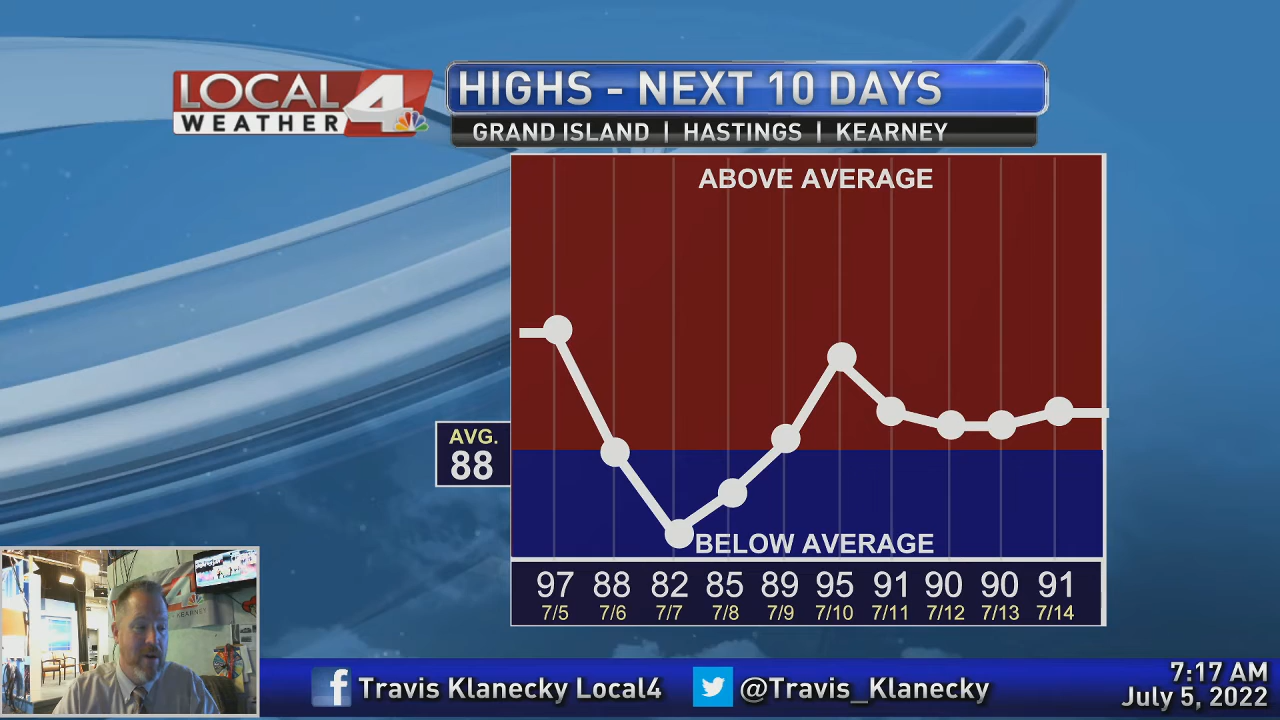 LOCAL 4
WEATHER
HIGHS - NEXT 10 DAYS
GRAND ISLAND | HASTINGS | KEARNEY
ABOVE AVERAGE
AVG.
88
BELOW AVERAGE
97 88 82 85 89 95 91 90 90 91
7/5 7/6 7/7 7/8 7/9 7/10 7/11 7/12 7/13 7/14
KEARNEY
f Travis Klanecky Local4 @Travis_Klanecky
7:17 AM
July 5, 2022